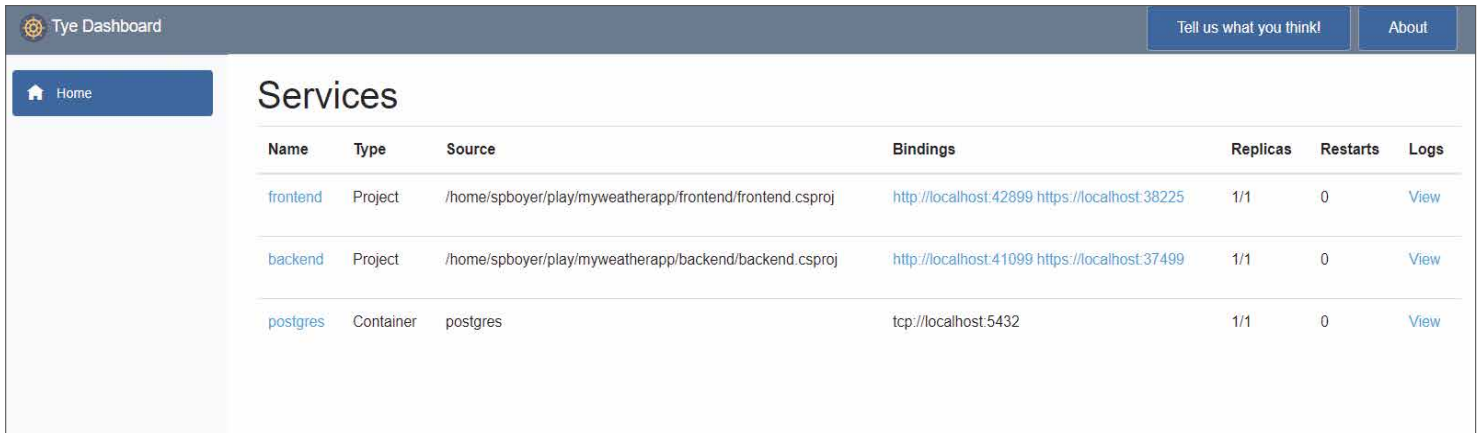 Tye Dashboard Tell us what you think! About
Home
Services
Name Type Source Bindings Replicas Restarts Logs
frontend Project /home/spboyer/play/myweatherapp/frontend/frontend.csproj http://localhost:42899 https://localhost:38225 1/1 0 View
backend Project /home/spboyer/play/myweatherapp/backend/backend.csproj http://localhost:41099 https://localhost:37499 1/1 0 View
postgres Container postgres tcp://localhost:5432 1/1 0 View